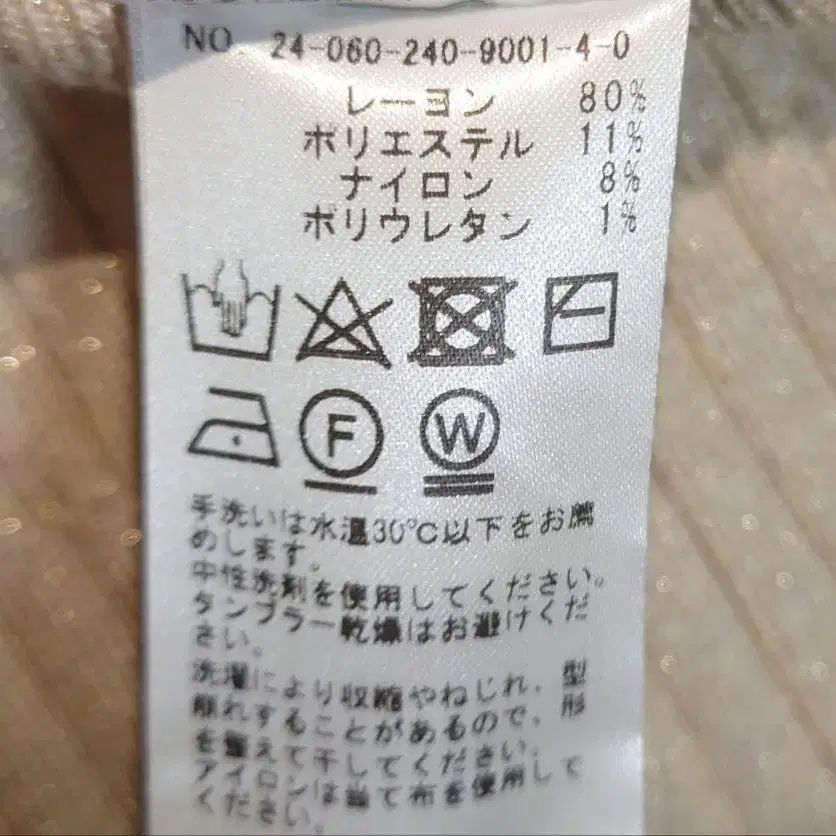 NO. 24-060-240-9001-4-0
レーヨン 80%
ポリエステル 11%
ナイロン 8%
ポリウレタン 1%
F W
手洗いは水温30℃以下をお薦
めします。
中性洗剤を使用してください。
タンブラー乾燥はお避けくだ
さい。
洗濯により収縮やねじれ、型
崩れすることがあるので、形
を整えて干してください。
アイロンは当て布を使用して
ください。